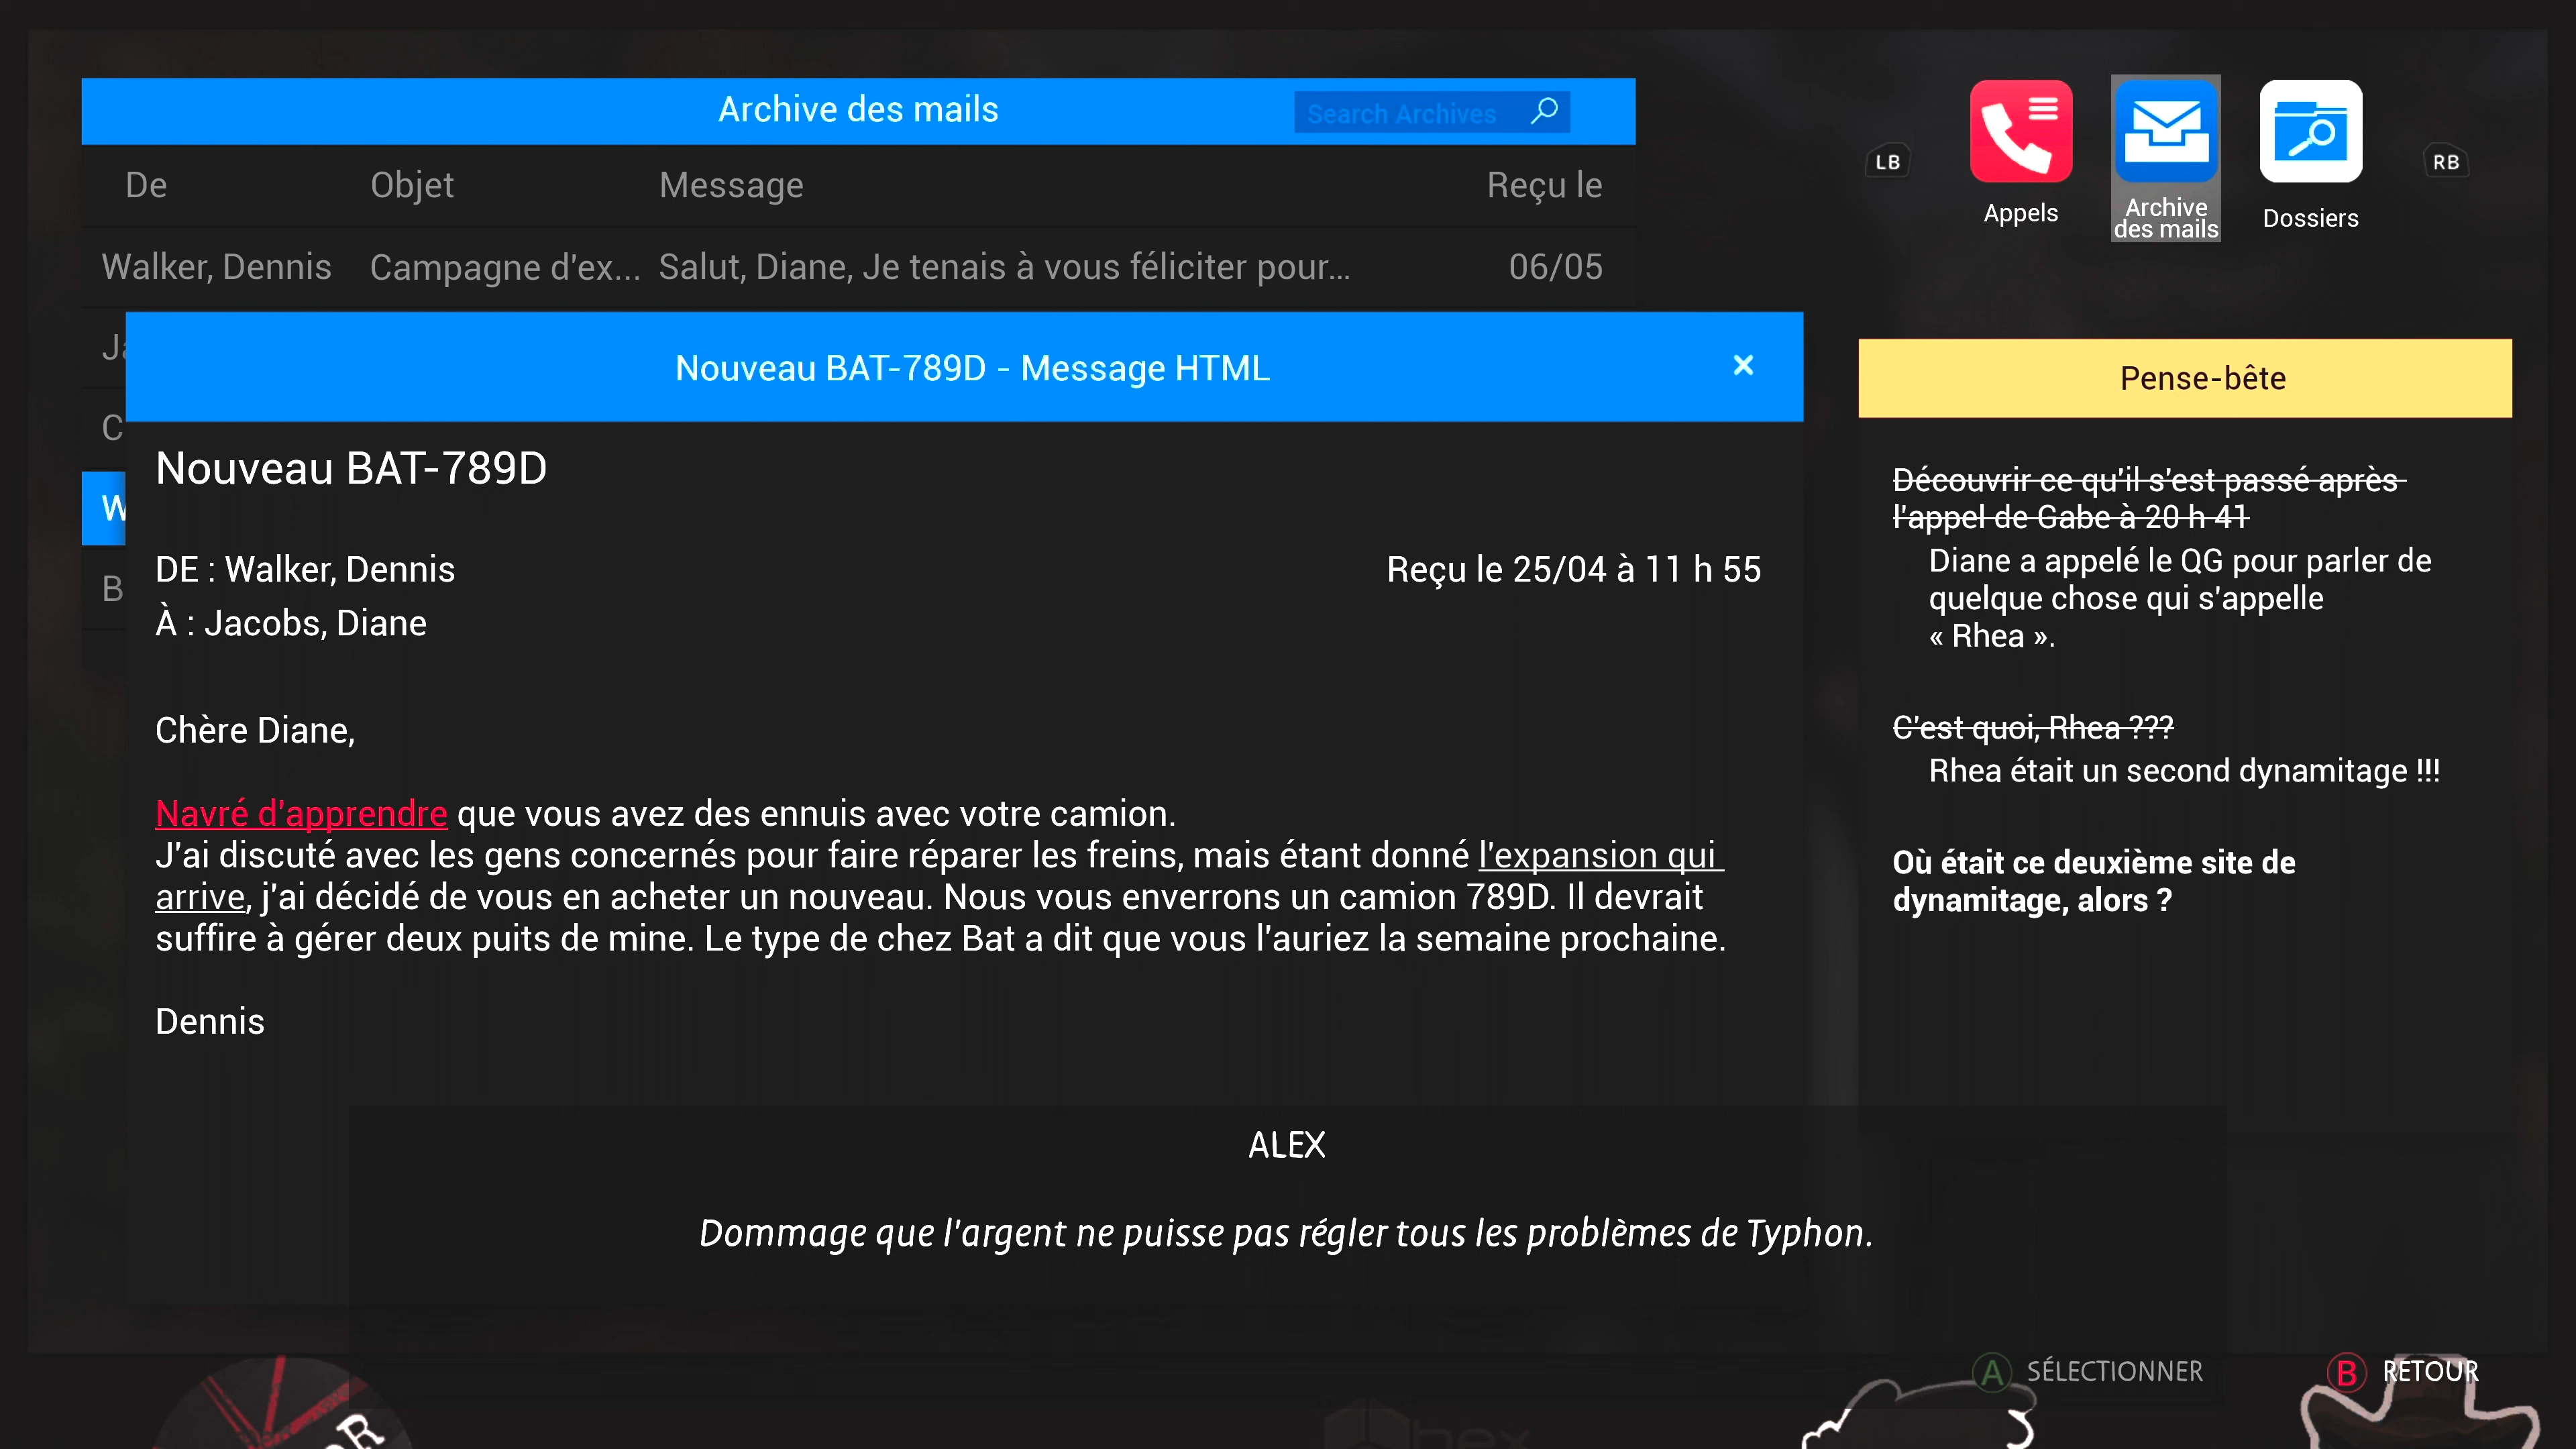 Archive des mails
Search Archives
De Objet Message Reçu le
Walker, Dennis Campagne d'ex... Salut, Diane, Je tenais à vous féliciter pour... 06/05
Nouveau BAT-789D - Message HTML
Nouveau BAT-789D
DE : Walker, Dennis Reçu le 25/04 à 11 h 55
À : Jacobs, Diane
Chère Diane,
Navré d'apprendre que vous avez des ennuis avec votre camion.
J'ai discuté avec les gens concernés pour faire réparer les freins, mais étant donné l'expansion qui
arrive, j'ai décidé de vous en acheter un nouveau. Nous vous enverrons un camion 789D. Il devrait
suffire à gérer deux puits de mine. Le type de chez Bat a dit que vous l'auriez la semaine prochaine.
Dennis
LB
Appels
Archive
des mails
Dossiers
RB
Pense-bête
Découvrir ce qu'il s'est passé après
l'appel de Gabe à 20 h 41
Diane a appelé le QG pour parler de
quelque chose qui s'appelle
« Rhea ».
C'est quoi, Rhea ???
Rhea était un second dynamitage !!!
Où était ce deuxième site de
dynamitage, alors ?
ALEX
Dommage que l'argent ne puisse pas régler tous les problèmes de Typhon.
A SÉLECTIONNER
B RETOUR